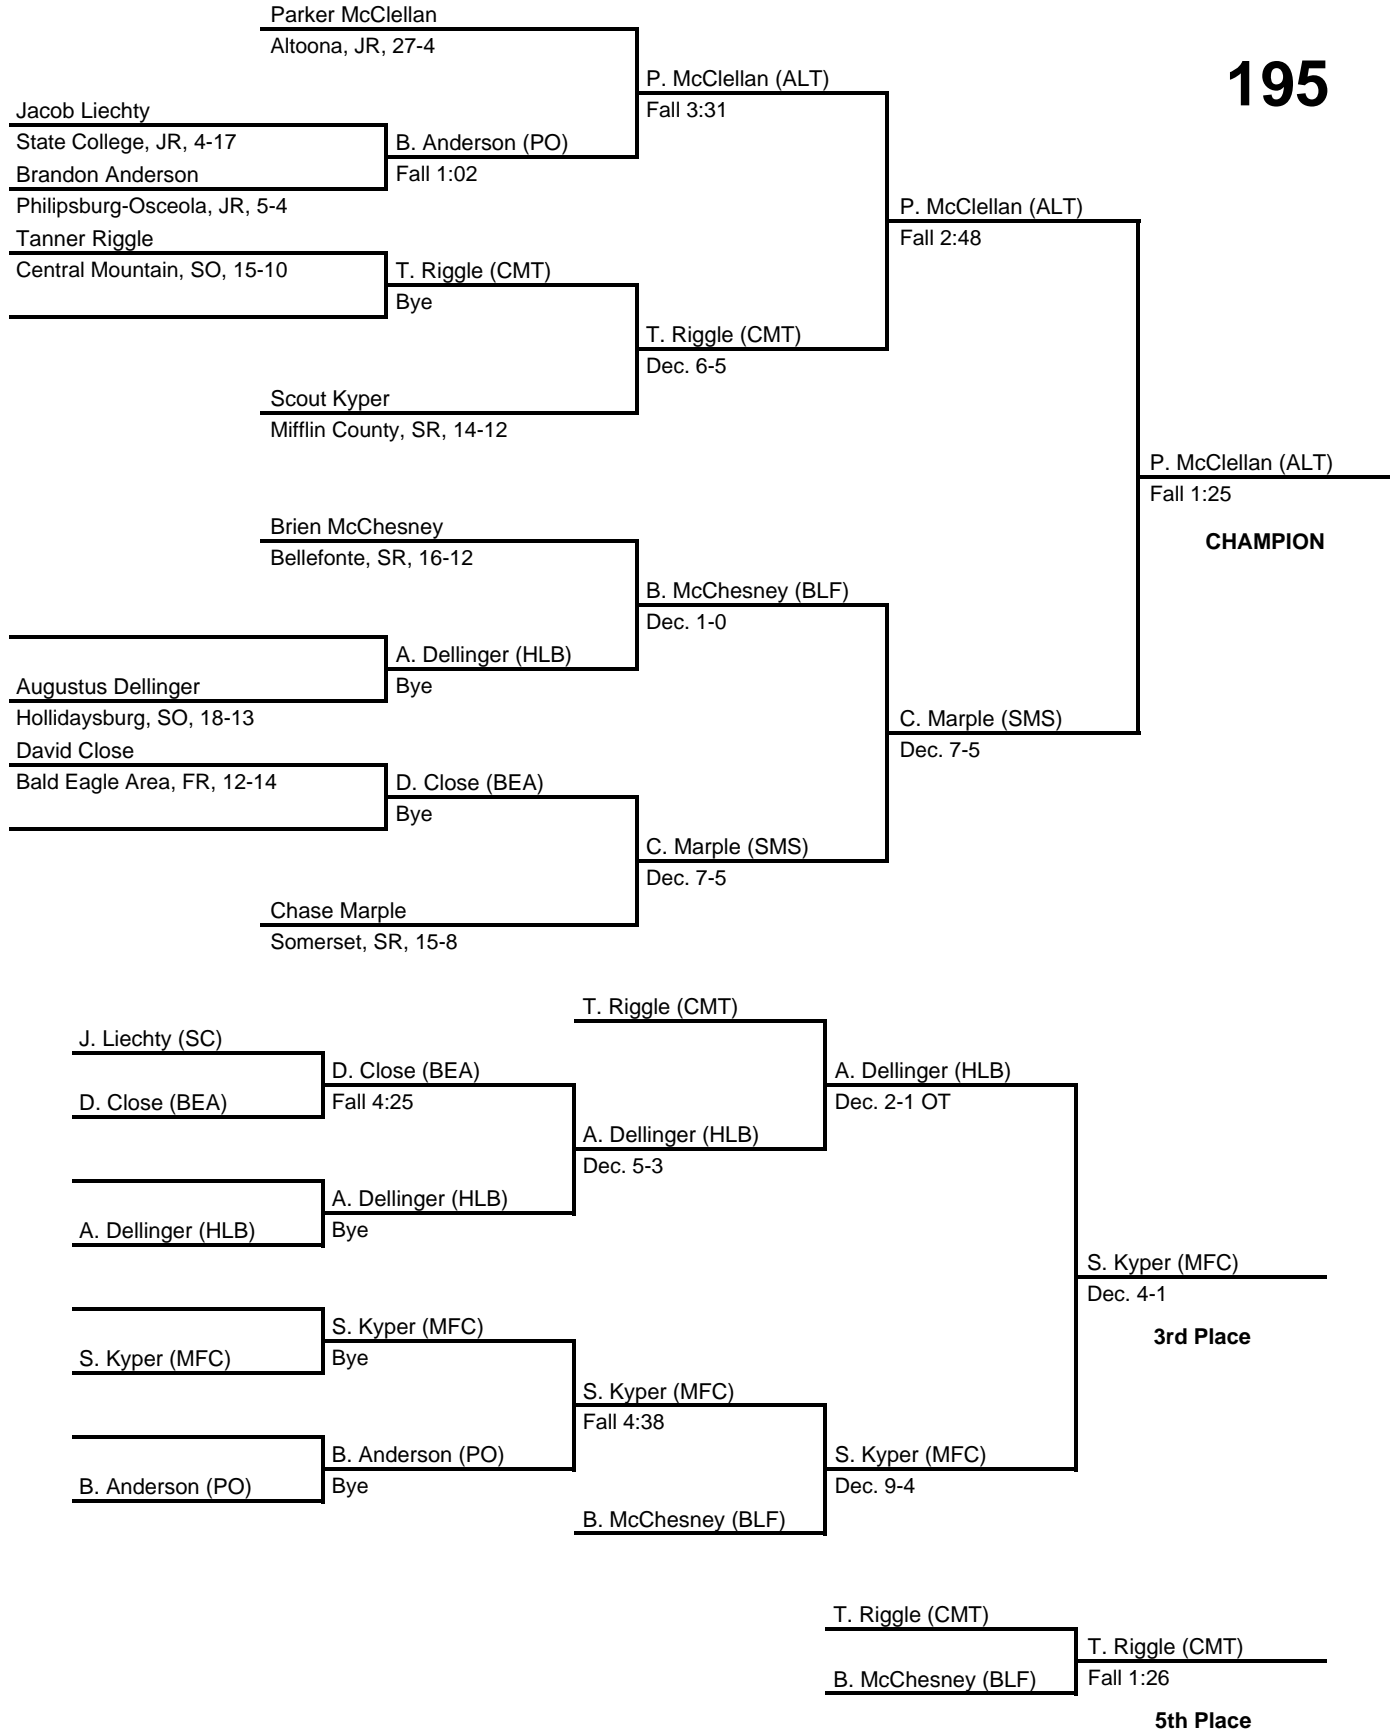 Parker McClellan
Altoona, JR, 27-4
195
P. McClellan (ALT)
Fall 3:31
Jacob Liechty
State College, JR, 4-17
B. Anderson (PO)
Brandon Anderson
Fall 1:02
Philipsburg-Osceola, JR, 5-4
P. McClellan (ALT)
Fall 2:48
Tanner Riggle
Central Mountain, SO, 15-10
T. Riggle (CMT)
Bye
T. Riggle (CMT)
Dec. 6-5
Scout Kyper
Mifflin County, SR, 14-12
P. McClellan (ALT)
Fall 1:25
CHAMPION
Brien McChesney
Bellefonte, SR, 16-12
B. McChesney (BLF)
Dec. 1-0
A. Dellinger (HLB)
Bye
Augustus Dellinger
Hollidaysburg, SO, 18-13
C. Marple (SMS)
Dec. 7-5
David Close
Bald Eagle Area, FR, 12-14
D. Close (BEA)
Bye
C. Marple (SMS)
Dec. 7-5
Chase Marple
Somerset, SR, 15-8
T. Riggle (CMT)
J. Liechty (SC)
D. Close (BEA)
Fall 4:25
D. Close (BEA)
A. Dellinger (HLB)
Dec. 2-1 OT
A. Dellinger (HLB)
Dec. 5-3
A. Dellinger (HLB)
Bye
A. Dellinger (HLB)
S. Kyper (MFC)
Dec. 4-1
3rd Place
S. Kyper (MFC)
Bye
S. Kyper (MFC)
S. Kyper (MFC)
Fall 4:38
B. Anderson (PO)
Bye
B. Anderson (PO)
S. Kyper (MFC)
Dec. 9-4
B. McChesney (BLF)
T. Riggle (CMT)
T. Riggle (CMT)
Fall 1:26
B. McChesney (BLF)
5th Place